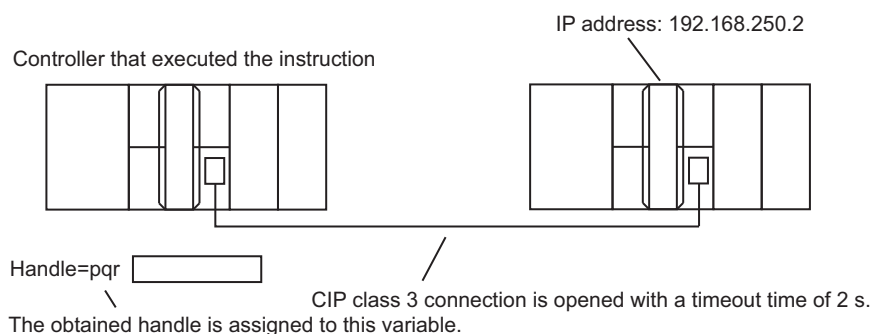 IP address: 192.168.250.2
Controller that executed the instruction
Handle=pqr
CIP class 3 connection is opened with a timeout time of 2 s.
The obtained handle is assigned to this variable.